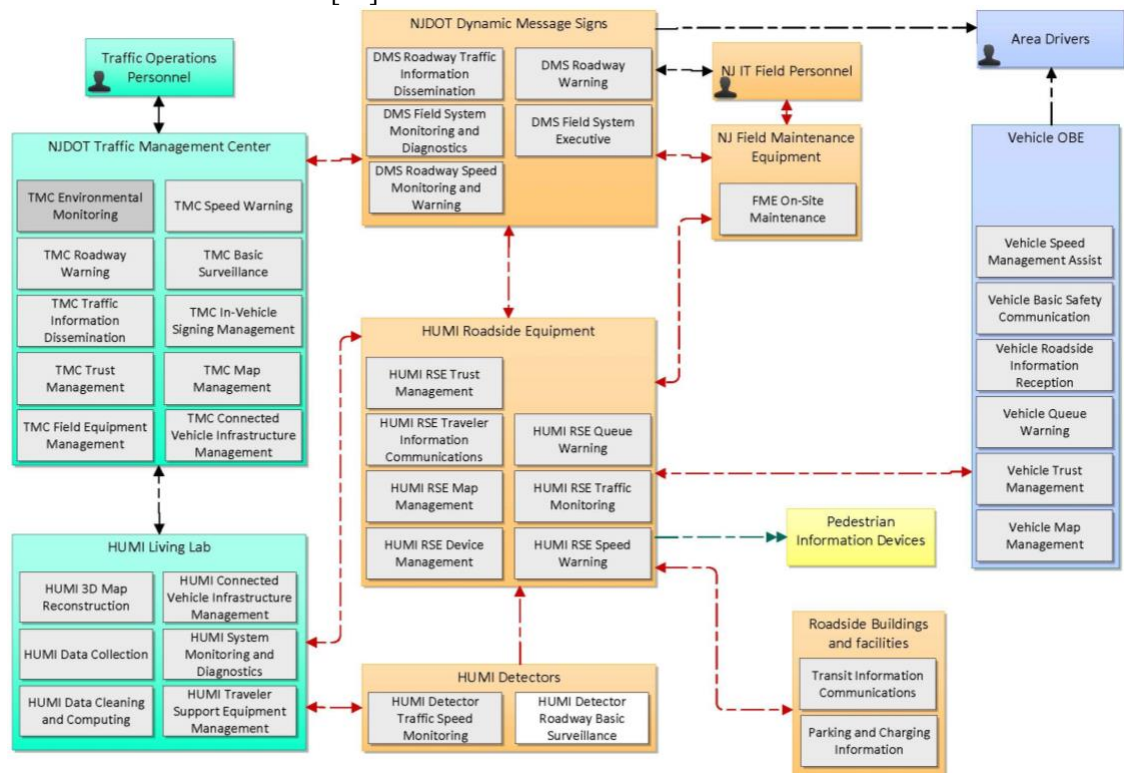 NJDOT Dynamic Message Signs
DMS Roadway Traffic
Information
Dissemination
DMS Roadway
Warning
DMS Field System
Monitoring and
Diagnostics
DMS Field System
Executive
DMS Roadway Speed
Monitoring and
Warning
Traffic Operations
Personnel
NJ IT Field Personnel
Area Drivers
NJDOT Traffic Management Center
TMC Environmental
Monitoring
TMC Speed Warning
TMC Roadway
Warning
TMC Basic
Surveillance
TMC Traffic
Information
Dissemination
TMC In-Vehicle
Signing Management
TMC Trust
Management
TMC Map
Management
TMC Field Equipment
Management
TMC Connected
Vehicle Infrastructure
Management
NJ Field Maintenance
Equipment
FME On-Site
Maintenance
Vehicle OBE
Vehicle Speed
Management Assist
Vehicle Basic Safety
Communication
Vehicle Roadside
Information
Reception
Vehicle Queue
Warning
Vehicle Trust
Management
Vehicle Map
Management
HUMI Roadside Equipment
HUMI RSE Trust
Management
HUMI RSE Traveler
Information
Communications
HUMI RSE Queue
Warning
HUMI RSE Map
Management
HUMI RSE Traffic
Monitoring
HUMI RSE Device
Management
HUMI RSE Speed
Warning
Pedestrian
Information Devices
HUMI Living Lab
HUMI 3D Map
Reconstruction
HUMI Connected
Vehicle Infrastructure
Management
HUMI Data Collection
HUMI System
Monitoring and
Diagnostics
HUMI Data Cleaning
and Computing
HUMI Traveler
Support Equipment
Management
HUMI Detectors
HUMI Detector
Traffic Speed
Monitoring
HUMI Detector
Roadway Basic
Surveillance
Roadside Buildings
and facilities
Transit Information
Communications
Parking and Charging
Information